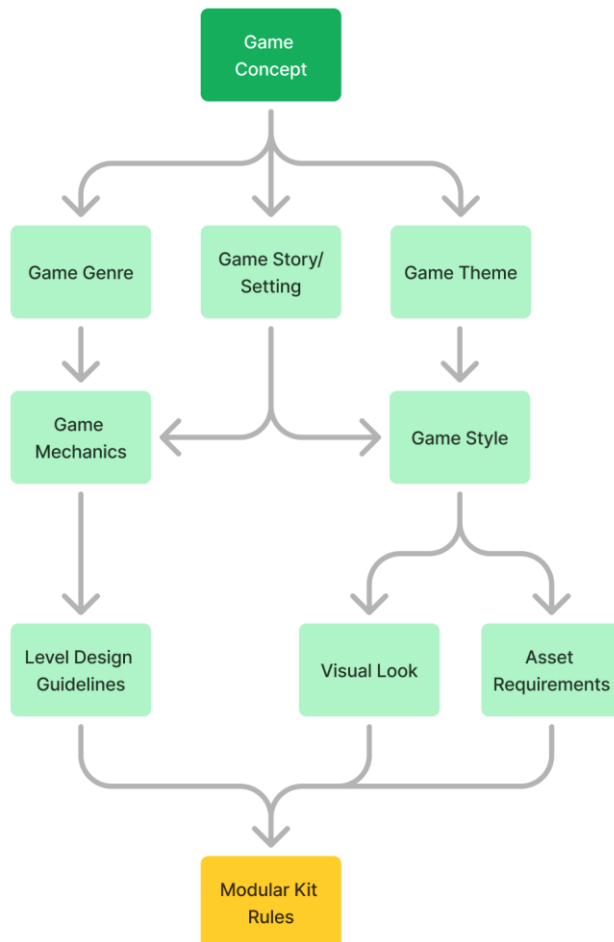 Game
Concept
Game Genre
Game Story/
Setting
Game Theme
Game
Mechanics
Game Style
Level Design
Guidelines
Visual Look
Asset
Requirements
Modular Kit
Rules